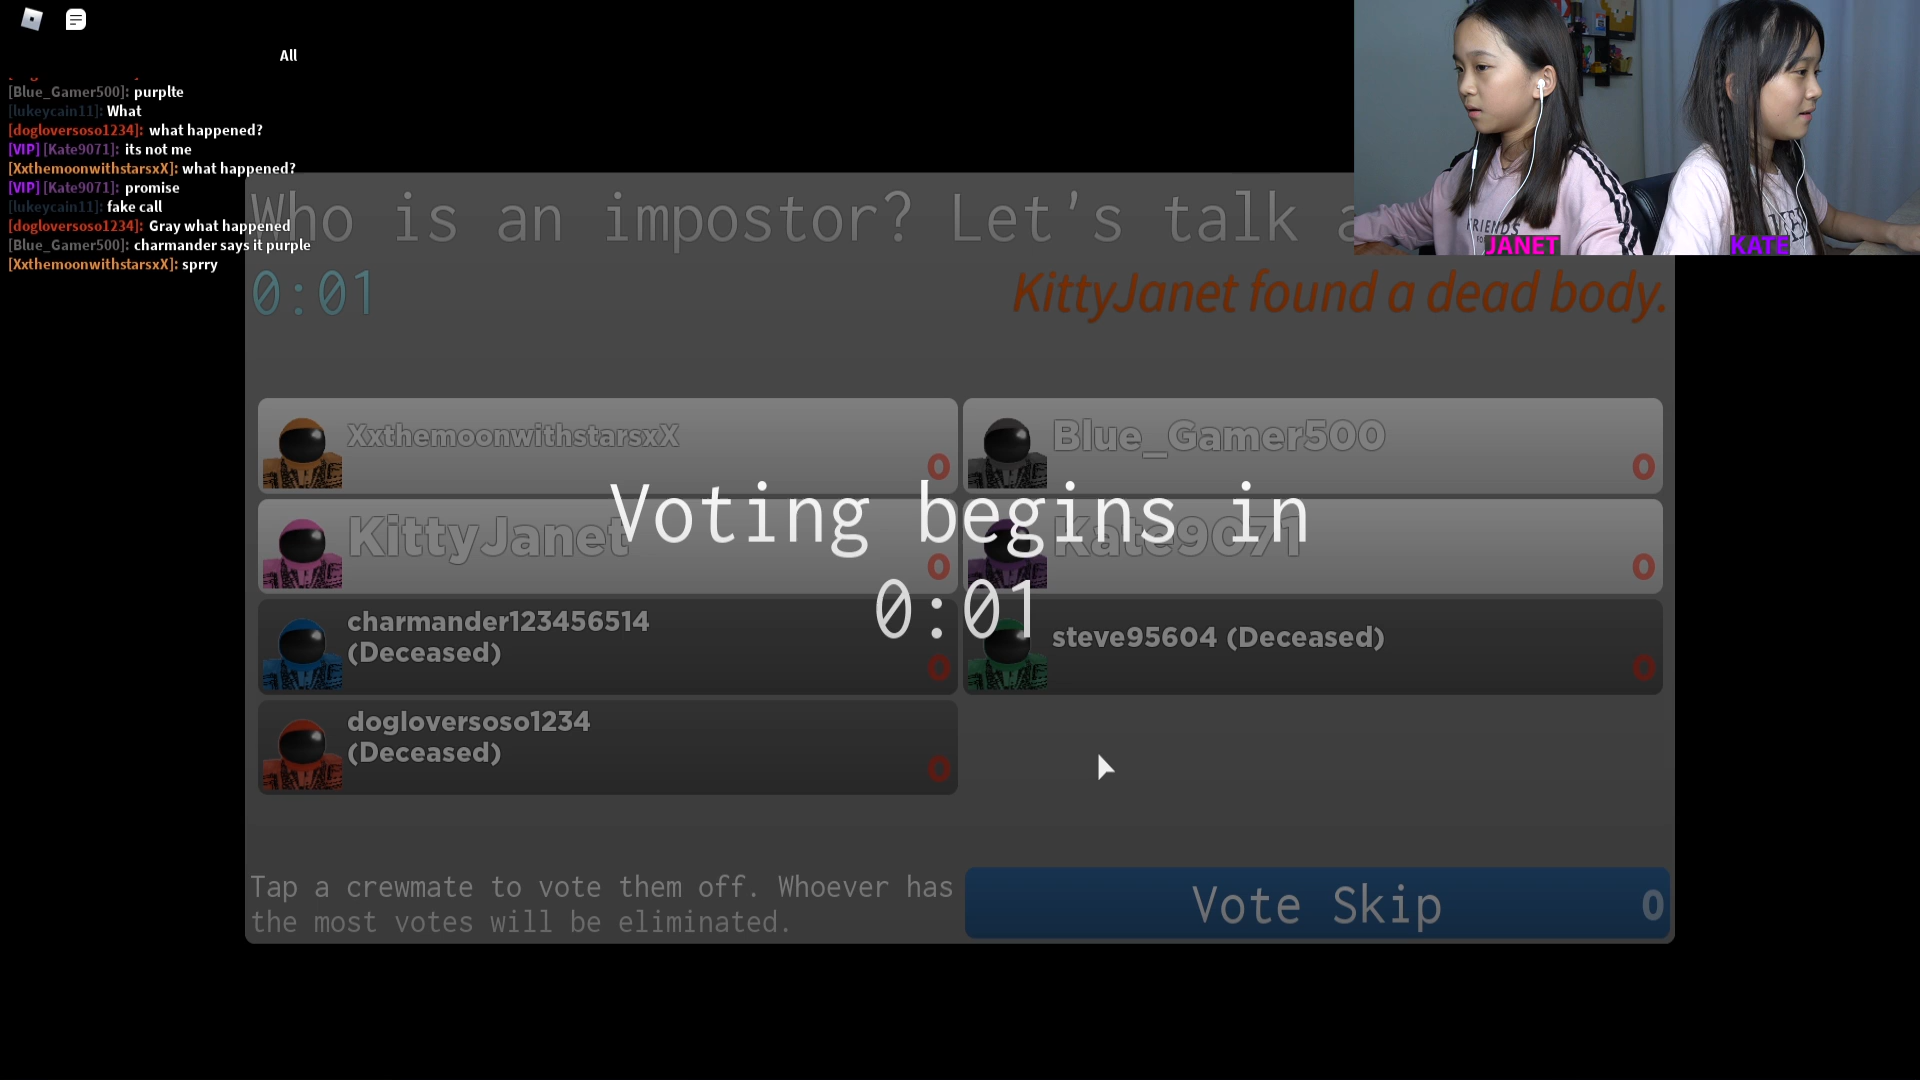 All
[Blue_Gamer500]: purplte
[lukeycain11]: What
[dogloversoso1234]: what happened?
[VIP] [Kate9071]: its not me
[XxthemoonwithstarsxX]: what happened?
[VIP] [Kate9071]: promise
[lukeycain11]: fake call
[dogloversoso1234]: Gray what happened
[Blue_Gamer500]: charmander says it purple
[XxthemoonwithstarsxX]: sprry
FRIENDS
JANET
KATE
Who is an impostor? Let's talk a
0:01
KittyJanet found a dead body.
XxthemoonwithstarsxX
0
Blue_Gamer500
0
Voting begins in
0:01
KittyJanet
0
Kate9071
0
charmander123456514
(Deceased)
0
steve95604 (Deceased)
0
dogloversoso1234
(Deceased)
0
Tap a crewmate to vote them off. Whoever has
the most votes will be eliminated.
Vote Skip
0